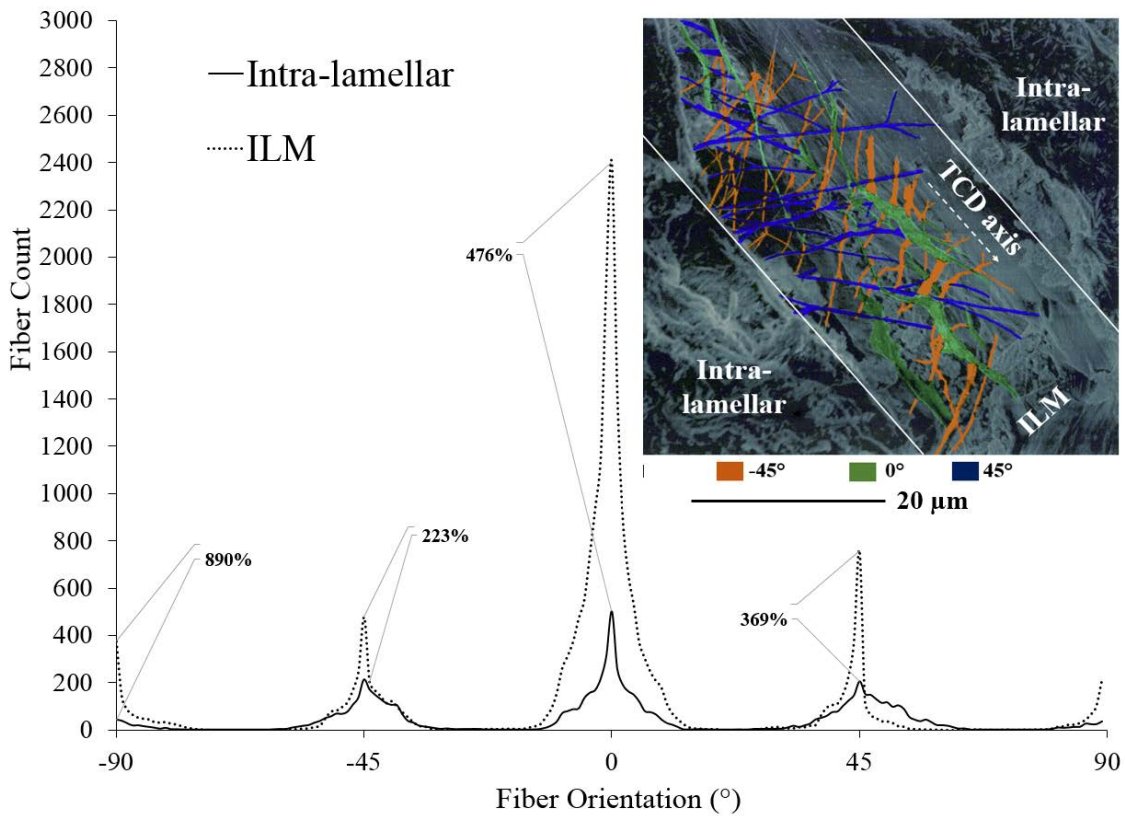 3000
2800
2600
2400
2200
2000
1800
1600
1400
1200
1000
800
600
400
200
0
Fiber Count
Intra-lamellar
ILM
476%
890%
223%
369%
-90
-45
0
45
90
Fiber Orientation (°)
Intra-
lamellar
TCD axis
Intra-
lamellar
ILM
-45°
0°
45°
20 µm